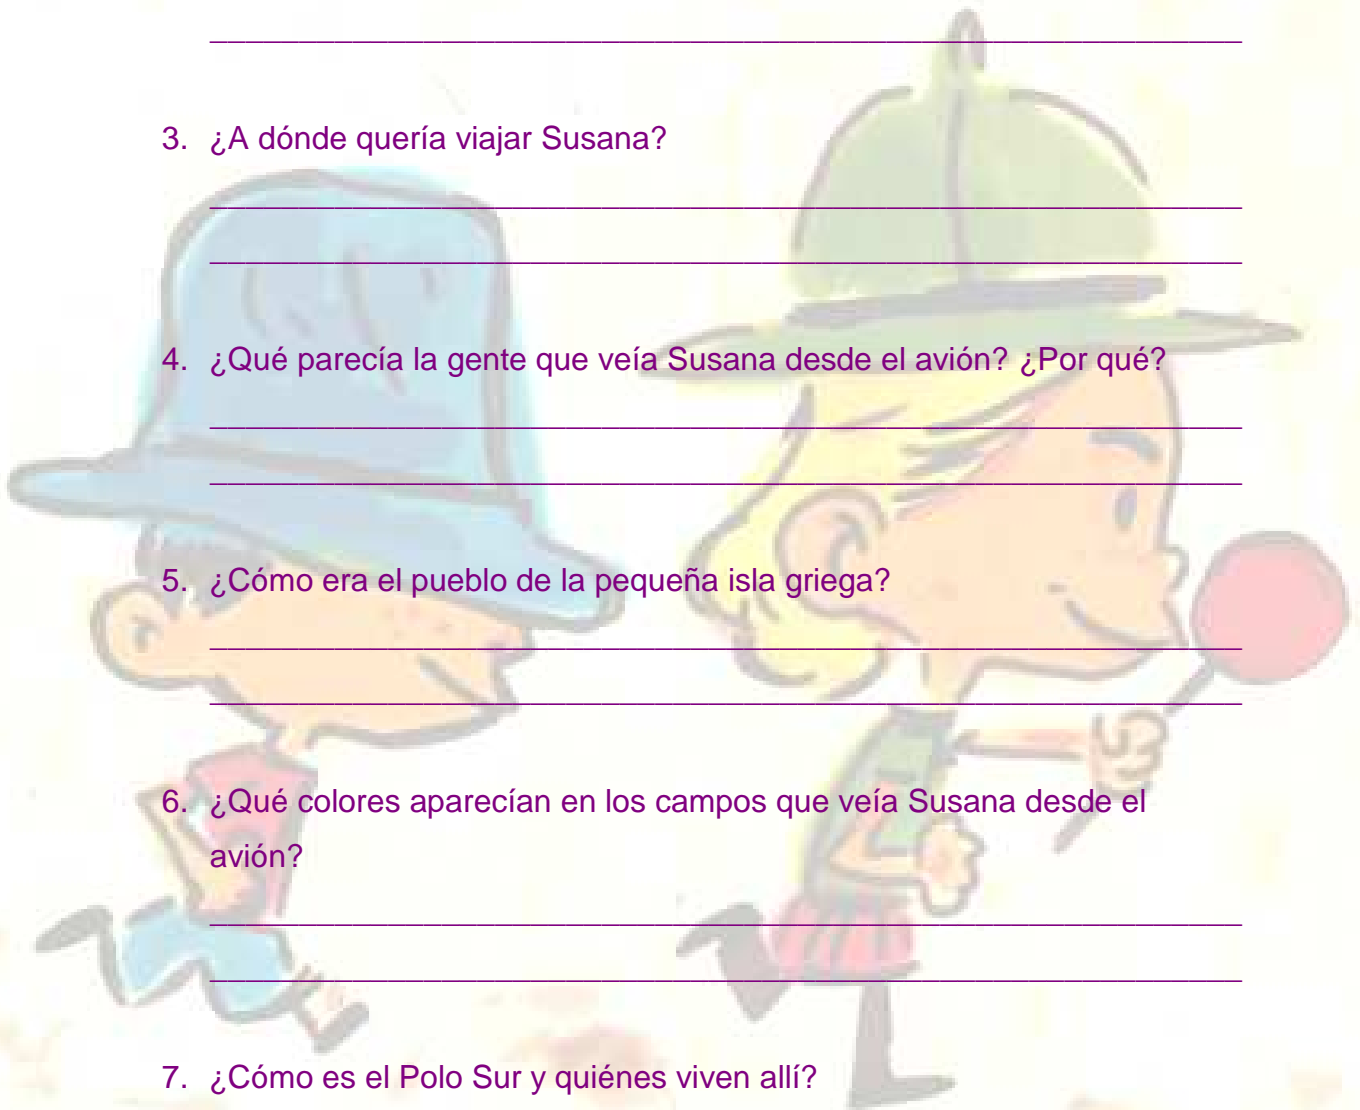 3. ¿A dónde quería viajar Susana?
4. ¿Qué parecía la gente que veía Susana desde el avión? ¿Por qué?
5. ¿Cómo era el pueblo de la pequeña isla griega?
6. ¿Qué colores aparecían en los campos que veía Susana desde el
avión?
7. ¿Cómo es el Polo Sur y quiénes viven allí?